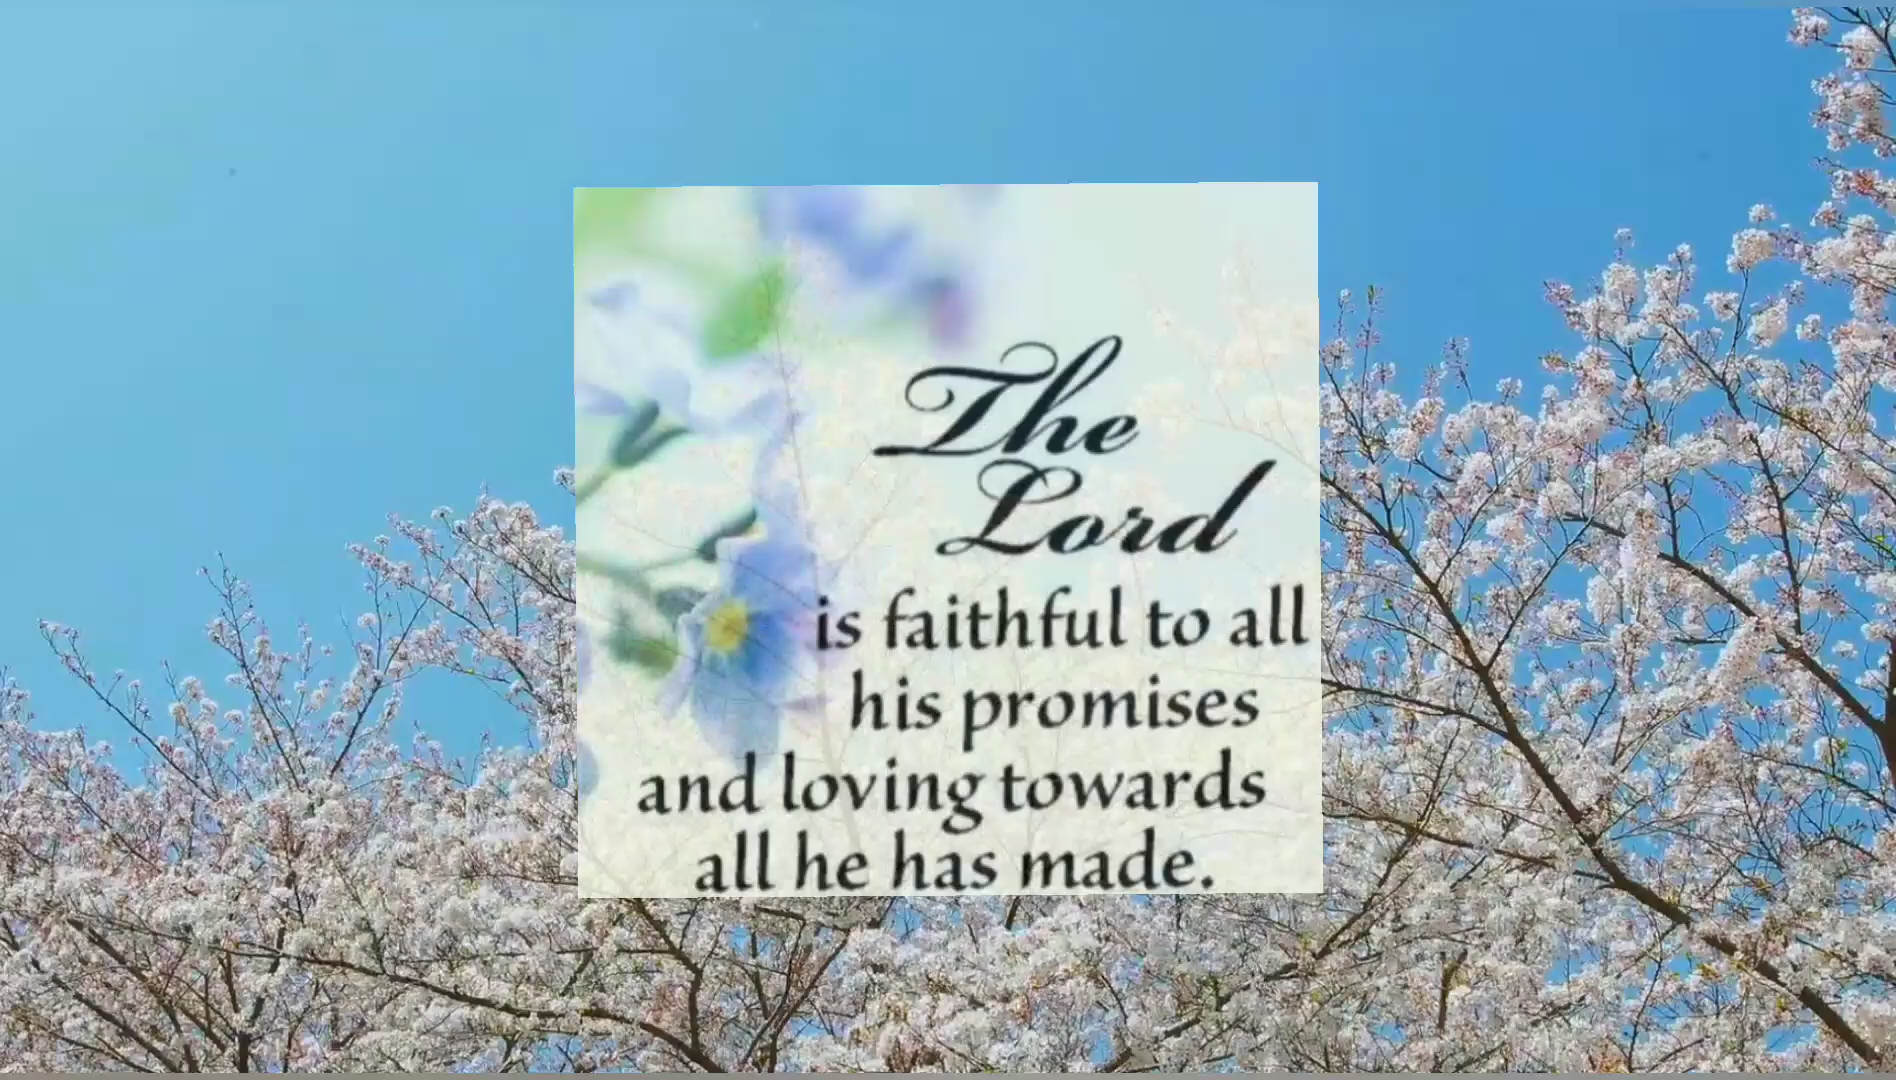 The
Lord
is faithful to all
his promises
and loving towards
all he has made.